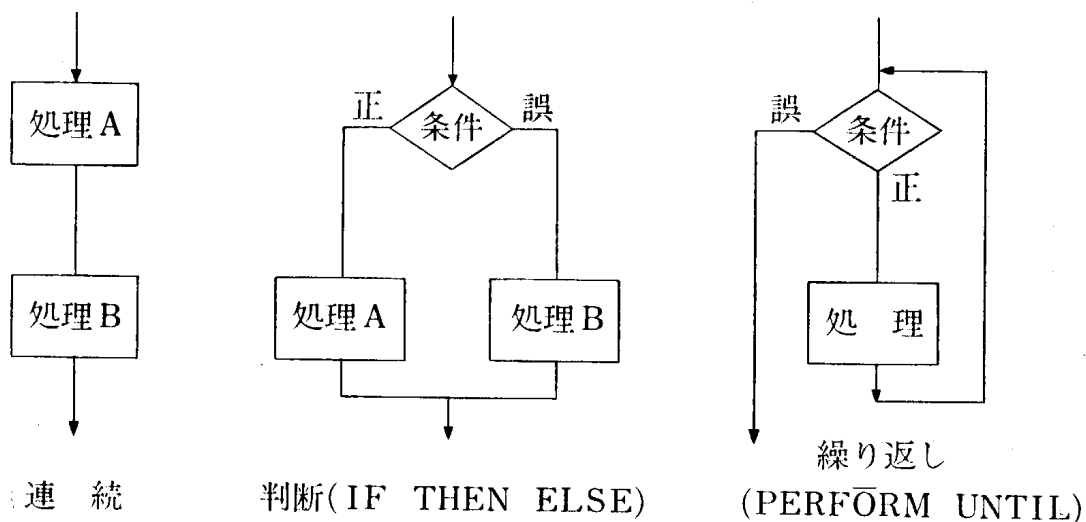 処理A
処理B
連 続
正
条件
誤
処理A
処理B
判断(IF THEN ELSE)
誤
条件
正
処 理
繰り返し
(PERFORM UNTIL)